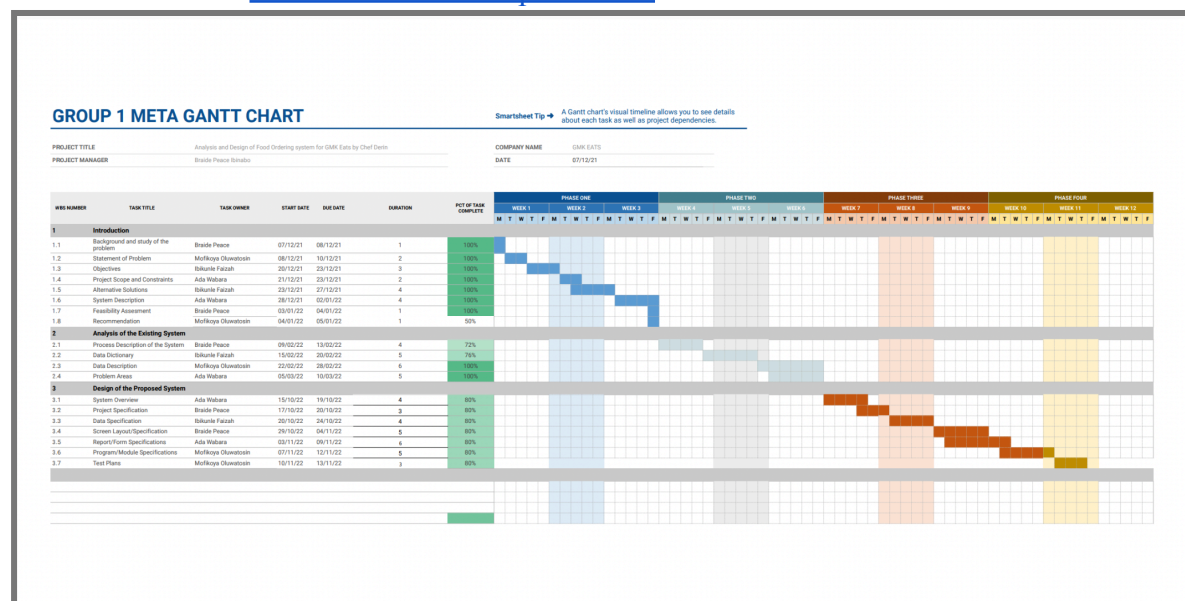 GROUP 1 META GANTT CHART
Smartsheet Tip ➔ A Gantt chart's visual timeline allows you to see details
about each task as well as project dependencies.
PROJECT TITLE Analysis and Design of Food Ordering system for GMK Eats by Chef Derin COMPANY NAME GMK EATS
PROJECT MANAGER Braide Peace Ibinabo DATE 07/12/21
PHASE ONE PHASE TWO PHASE THREE PHASE FOUR
WBS NUMBER TASK TITLE TASK OWNER START DATE DUE DATE DURATION PCT OF TASK COMPLETE WEEK 1 WEEK 2 WEEK 3 WEEK 4 WEEK 5 WEEK 6 WEEK 7 WEEK 8 WEEK 9 WEEK 10 WEEK 11 WEEK 12
M T W T F M T W T F M T W T F M T W T F M T W T F M T W T F M T W T F M T W T F M T W T F M T W T F M T W T F M T W T F
1 Introduction
1.1 Background and study of the problem Braide Peace 07/12/21 08/12/21 1 100%
1.2 Statement of Problem Mofikoya Oluwatosin 08/12/21 10/12/21 2 100%
1.3 Objectives Ibikunle Faizah 20/12/21 23/12/21 3 100%
1.4 Project Scope and Constraints Ada Wabara 21/12/21 23/12/21 2 100%
1.5 Alternative Solutions Ibikunle Faizah 23/12/21 27/12/21 4 100%
1.6 System Description Ada Wabara 28/12/21 02/01/22 4 100%
1.7 Feasibility Assesment Braide Peace 03/01/22 04/01/22 1 100%
1.8 Recommendation Mofikoya Oluwatosin 04/01/22 05/01/22 1 50%
2 Analysis of the Existing System
2.1 Process Description of the System Braide Peace 09/02/22 13/02/22 4 72%
2.2 Data Dictionary Ibikunle Faizah 15/02/22 20/02/22 5 76%
2.3 Data Description Mofikoya Oluwatosin 22/02/22 28/02/22 6 100%
2.4 Problem Areas Ada Wabara 05/03/22 10/03/22 5 100%
3 Design of the Proposed System
3.1 System Overview Ada Wabara 15/10/22 19/10/22 4 80%
3.2 Project Specification Braide Peace 17/10/22 20/10/22 3 80%
3.3 Data Specification Ibikunle Faizah 20/10/22 24/10/22 4 80%
3.4 Screen Layout/Specification Braide Peace 29/10/22 04/11/22 5 80%
3.5 Report/Form Specifications Ada Wabara 03/11/22 09/11/22 6 80%
3.6 Program/Module Specifications Mofikoya Oluwatosin 07/11/22 12/11/22 5 80%
3.7 Test Plans Mofikoya Oluwatosin 10/11/22 13/11/22 3 80%